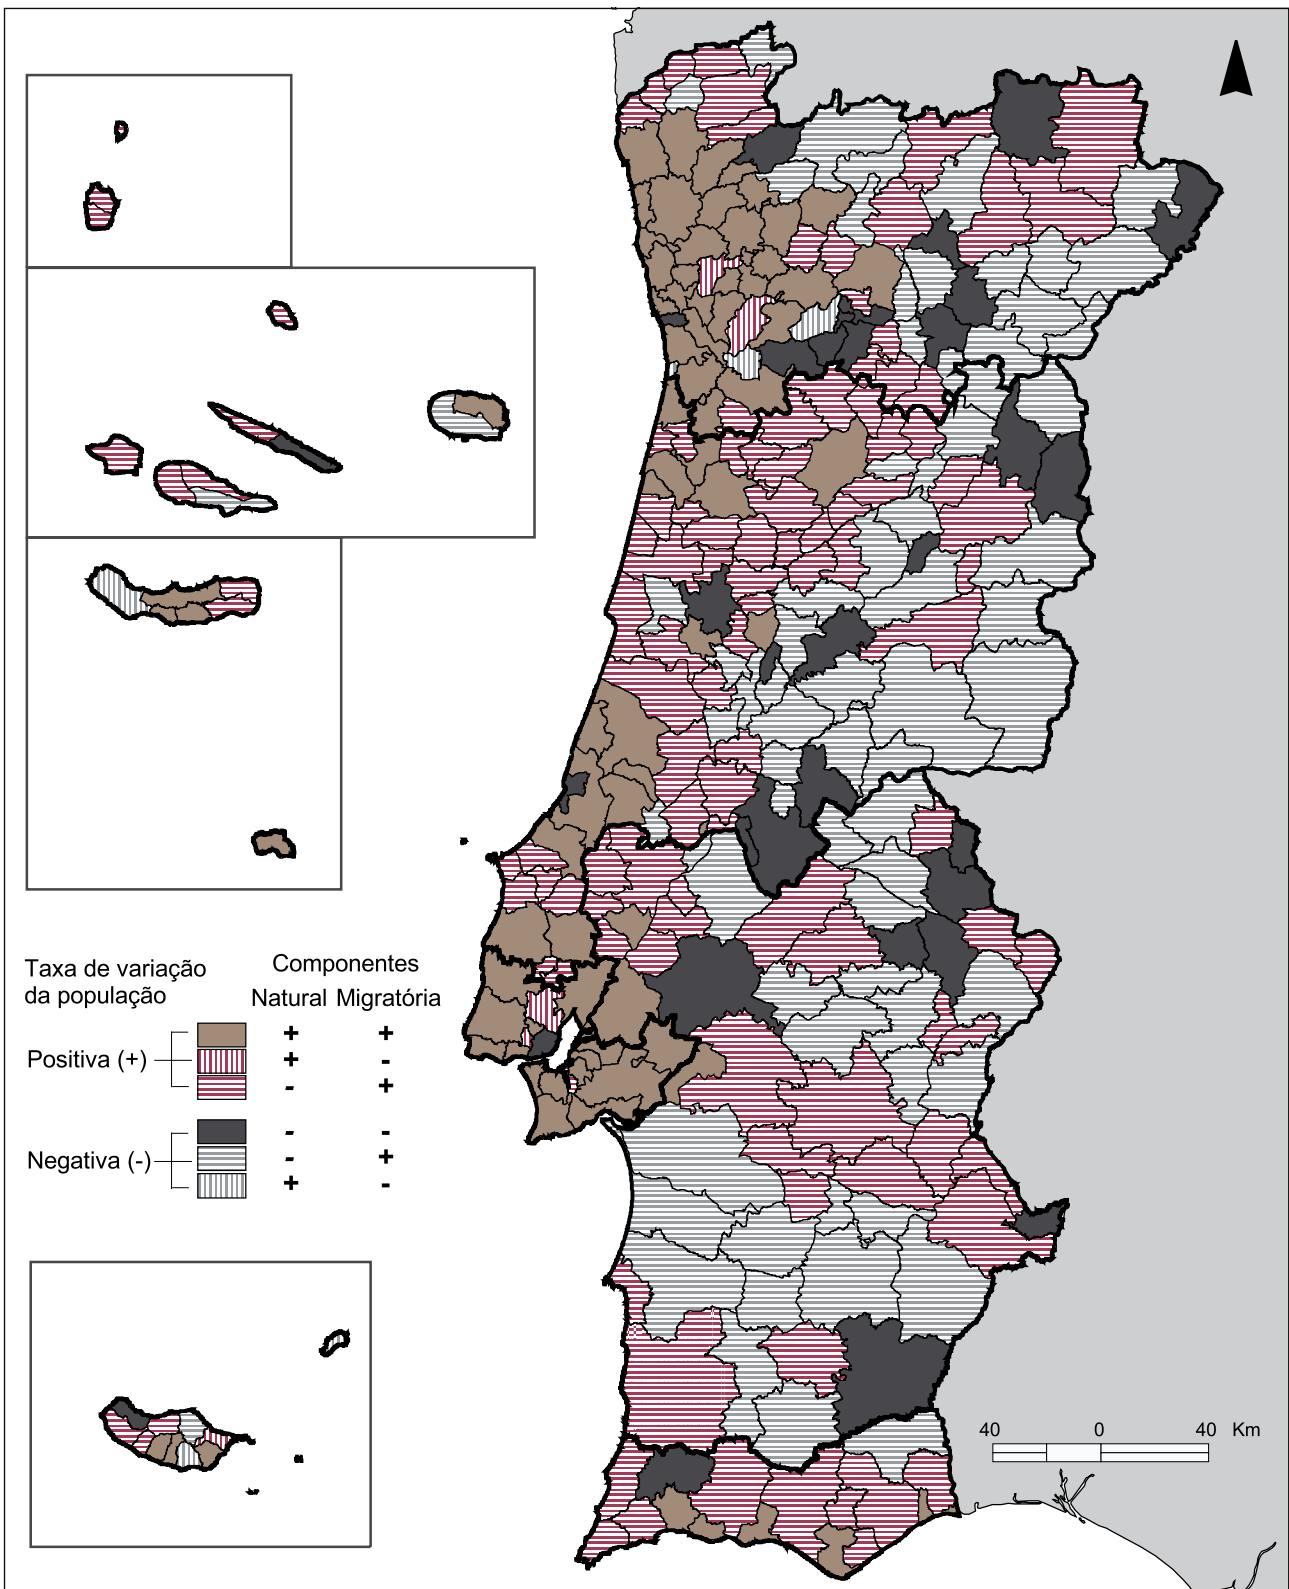 Taxa de variação
da população
Componentes
Natural Migratória
+ +
Positiva (+) + -
- +
- -
Negativa (-) - +
+ -
40 0 40 Km